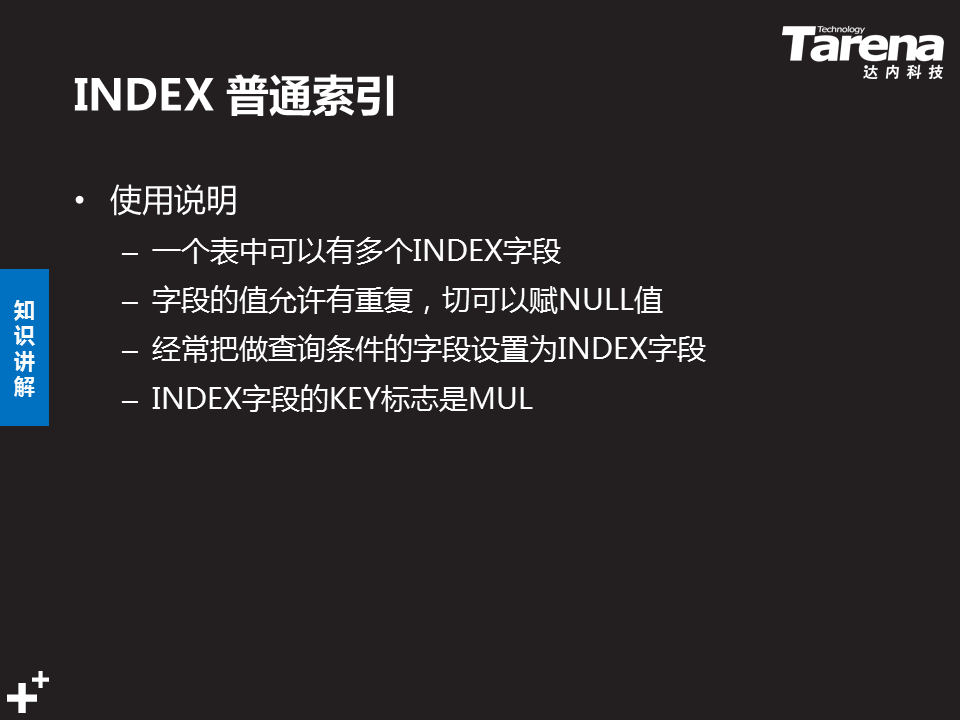 Technology
Tarena
达内科技
INDEX 普通索引
• 使用说明
– 一个表中可以有多个INDEX字段
– 字段的值允许有重复，切可以赋NULL值
– 经常把做查询条件的字段设置为INDEX字段
– INDEX字段的KEY标志是MUL
知识讲解